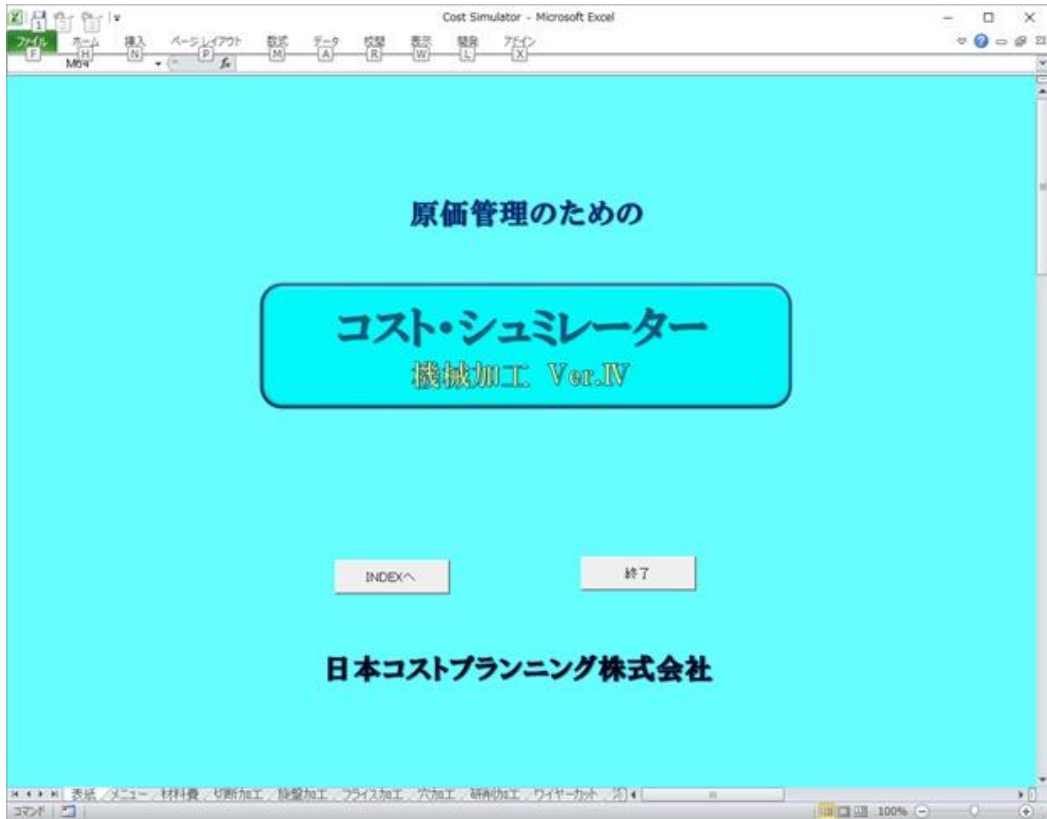 Cost Simulator - Microsoft Excel
1 2 3
ファイル ホーム 挿入 ページレイアウト 数式 データ 校閲 表示 開発 アドイン
F H N P M A R W L X
M64 fx
原価管理のための
コスト・シュミレーター
機械加工 Ver.Ⅳ
INDEXへ 終了
日本コストプランニング株式会社
表紙 メニュー 材料費 切断加工 旋盤加工 フライス加工 穴加工 研削加工 ワイヤーカット
コマンド 100%